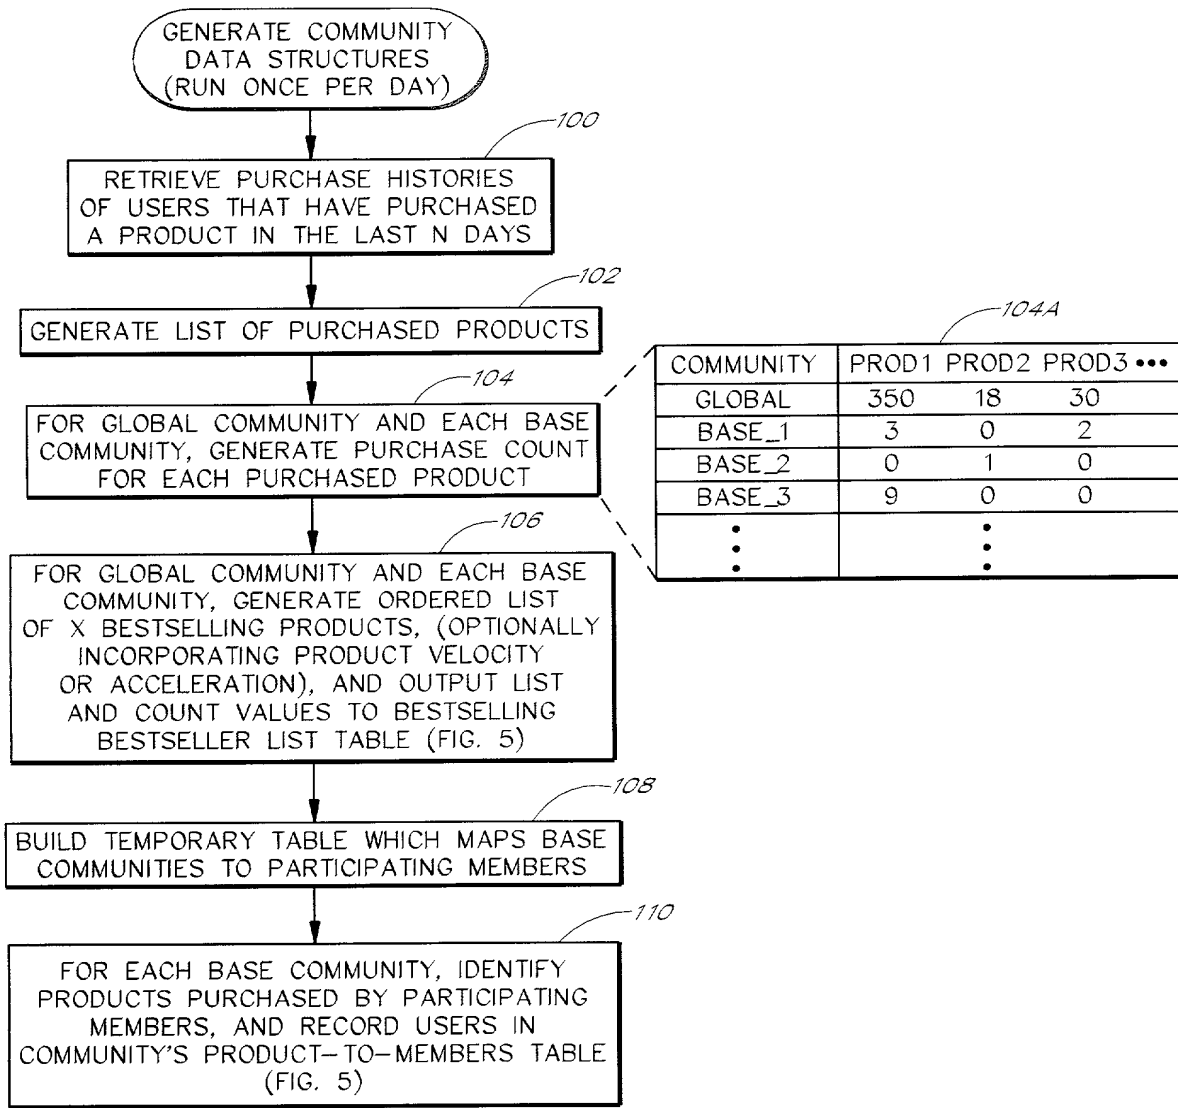 GENERATE COMMUNITY
DATA STRUCTURES
(RUN ONCE PER DAY)
100
RETRIEVE PURCHASE HISTORIES
OF USERS THAT HAVE PURCHASED
A PRODUCT IN THE LAST N DAYS
102
GENERATE LIST OF PURCHASED PRODUCTS
104
FOR GLOBAL COMMUNITY AND EACH BASE
COMMUNITY, GENERATE PURCHASE COUNT
FOR EACH PURCHASED PRODUCT
104A
COMMUNITY PROD1 PROD2 PROD3 •••
GLOBAL 350 18 30
BASE_1 3 0 2
BASE_2 0 1 0
BASE_3 9 0 0
106
FOR GLOBAL COMMUNITY AND EACH BASE
COMMUNITY, GENERATE ORDERED LIST
OF X BESTSELLING PRODUCTS, (OPTIONALLY
INCORPORATING PRODUCT VELOCITY
OR ACCELERATION), AND OUTPUT LIST
AND COUNT VALUES TO BESTSELLING
BESTSELLER LIST TABLE (FIG. 5)
108
BUILD TEMPORARY TABLE WHICH MAPS BASE
COMMUNITIES TO PARTICIPATING MEMBERS
110
FOR EACH BASE COMMUNITY, IDENTIFY
PRODUCTS PURCHASED BY PARTICIPATING
MEMBERS, AND RECORD USERS IN
COMMUNITY'S PRODUCT-TO-MEMBERS TABLE
(FIG. 5)